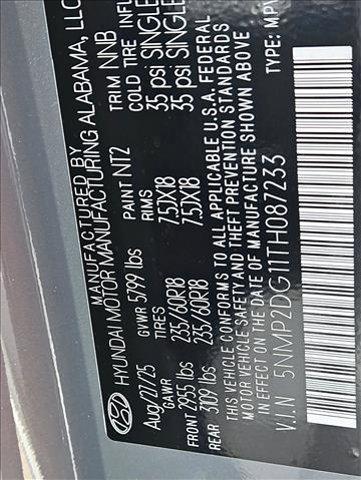 MANUFACTURED BY
HYUNDAI MOTOR MANUFACTURING ALABAMA, LLC
Aug/27/25 GVWR 5799 lbs PAINT NT2 TRIM NNB
GAWR TIRES RIMS COLD TIRE INFL
FRONT 2955 lbs 235/60R18 7.5JX18 35 psi SINGLE
REAR 3109 lbs 235/60R18 7.5JX18 35 psi SINGLE
THIS VEHICLE CONFORMS TO ALL APPLICABLE U.S.A. FEDERAL
MOTOR VEHICLE SAFETY AND THEFT PREVENTION STANDARDS
IN EFFECT ON THE DATE OF MANUFACTURE SHOWN ABOVE
V.I.N 5NMP2DG11TH087233 TYPE MPV